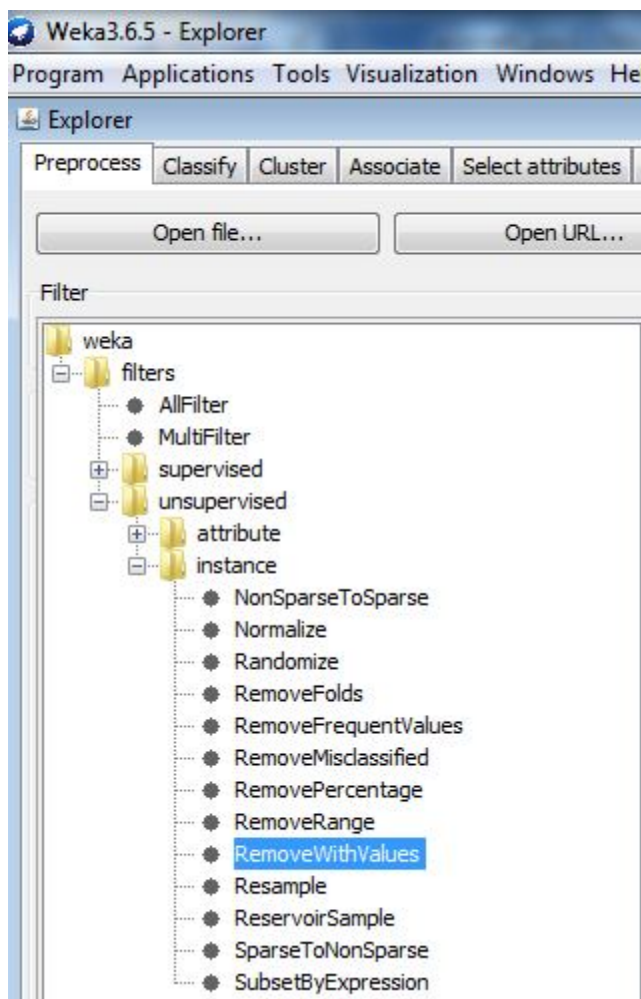 Weka3.6.5 - Explorer
Program Applications Tools Visualization Windows He
Explorer
Preprocess Classify Cluster Associate Select attributes
Open file... Open URL...
Filter
weka
filters
AllFilter
MultiFilter
supervised
unsupervised
attribute
instance
NonSparseToSparse
Normalize
Randomize
RemoveFolds
RemoveFrequentValues
RemoveMisclassified
RemovePercentage
RemoveRange
RemoveWithValues
Resample
ReservoirSample
SparseToNonSparse
SubsetByExpression